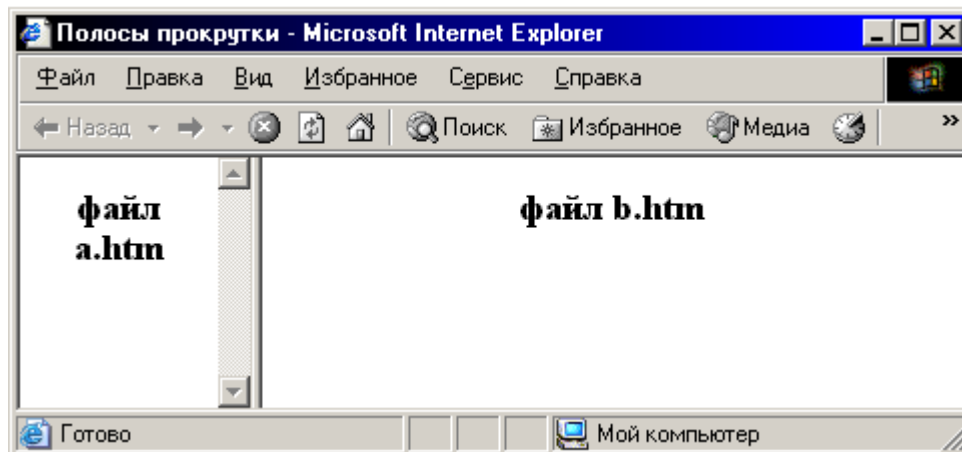 Полосы прокрутки - Microsoft Internet Explorer
Файл Правка Вид Избранное Сервис Справка
Назад Поиск Избранное Медиа »
файл
a.htm
файл b.htm
Готово Мой компьютер